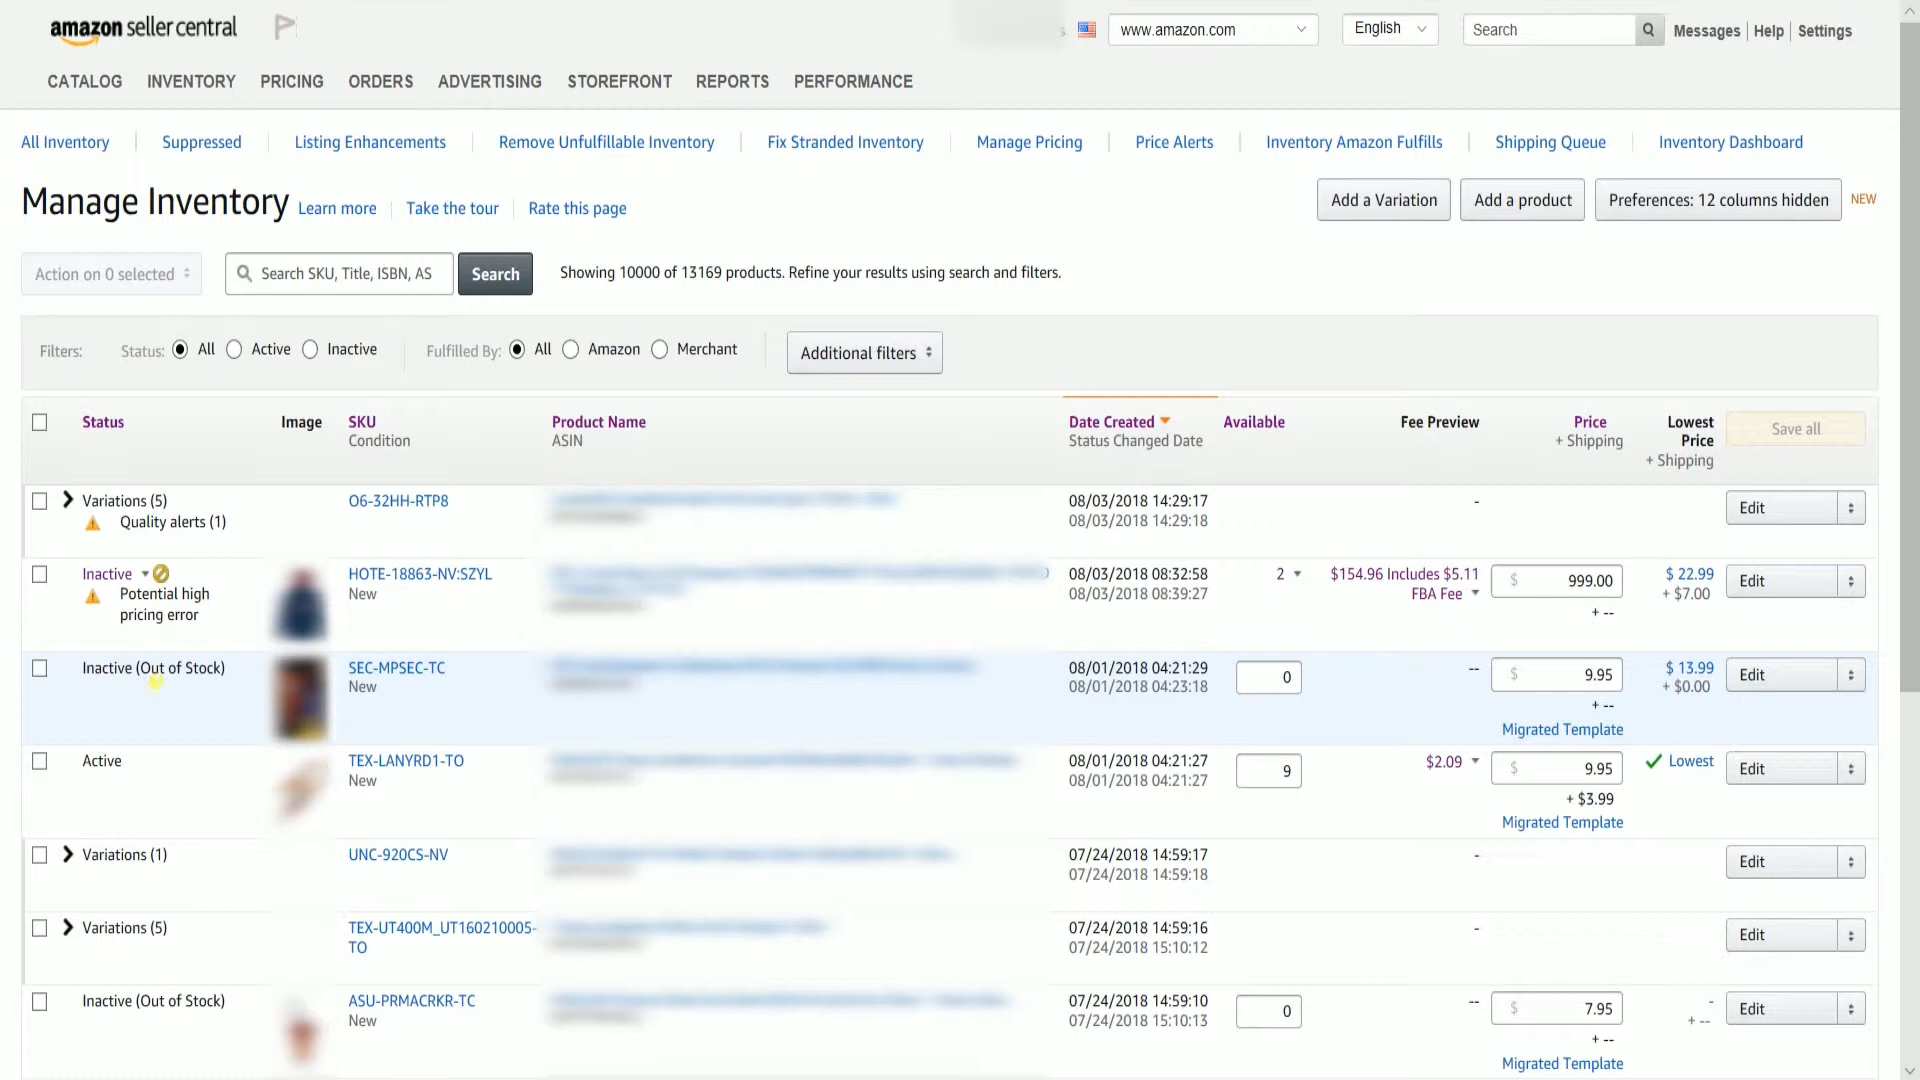 amazon seller central
www.amazon.com
English
Search
Messages | Help | Settings
CATALOG INVENTORY PRICING ORDERS ADVERTISING STOREFRONT REPORTS PERFORMANCE
All Inventory Suppressed Listing Enhancements Remove Unfulfillable Inventory Fix Stranded Inventory Manage Pricing Price Alerts Inventory Amazon Fulfills Shipping Queue Inventory Dashboard
Manage Inventory Learn more Take the tour Rate this page Add a Variation Add a product Preferences: 12 columns hidden NEW
Action on 0 selected Search SKU, Title, ISBN, AS Search Showing 10000 of 13169 products. Refine your results using search and filters.
Filters: Status: All Active Inactive Fulfilled By: All Amazon Merchant Additional filters
Status Image SKU Product Name Date Created Available Fee Preview Price Lowest Save all
Condition ASIN Status Changed Date + Shipping Price
+ Shipping
Variations (5) O6-32HH-RTP8 08/03/2018 14:29:17 - Edit
Quality alerts (1) 08/03/2018 14:29:18
Inactive HOTE-18863-NV:SZYL 08/03/2018 08:32:58 2 $154.96 Includes $5.11 $ 999.00 $ 22.99 Edit
Potential high New 08/03/2018 08:39:27 FBA Fee + $7.00
pricing error + --
Inactive (Out of Stock) SEC-MPSEC-TC 08/01/2018 04:21:29 0 -- $ 9.95 $ 13.99 Edit
New 08/01/2018 04:23:18 + $0.00
+ --
Migrated Template
Active TEX-LANYRD1-TO 08/01/2018 04:21:27 9 $2.09 $ 9.95 Lowest Edit
New 08/01/2018 04:21:27
+ $3.99
Migrated Template
Variations (1) UNC-920CS-NV 07/24/2018 14:59:17 - Edit
07/24/2018 14:59:18
Variations (5) TEX-UT400M_UT160210005- 07/24/2018 14:59:16 - Edit
TO 07/24/2018 15:10:12
Inactive (Out of Stock) ASU-PRMACRKR-TC 07/24/2018 14:59:10 0 -- $ 7.95 - Edit
New 07/24/2018 15:10:13 + --
+ --
Migrated Template